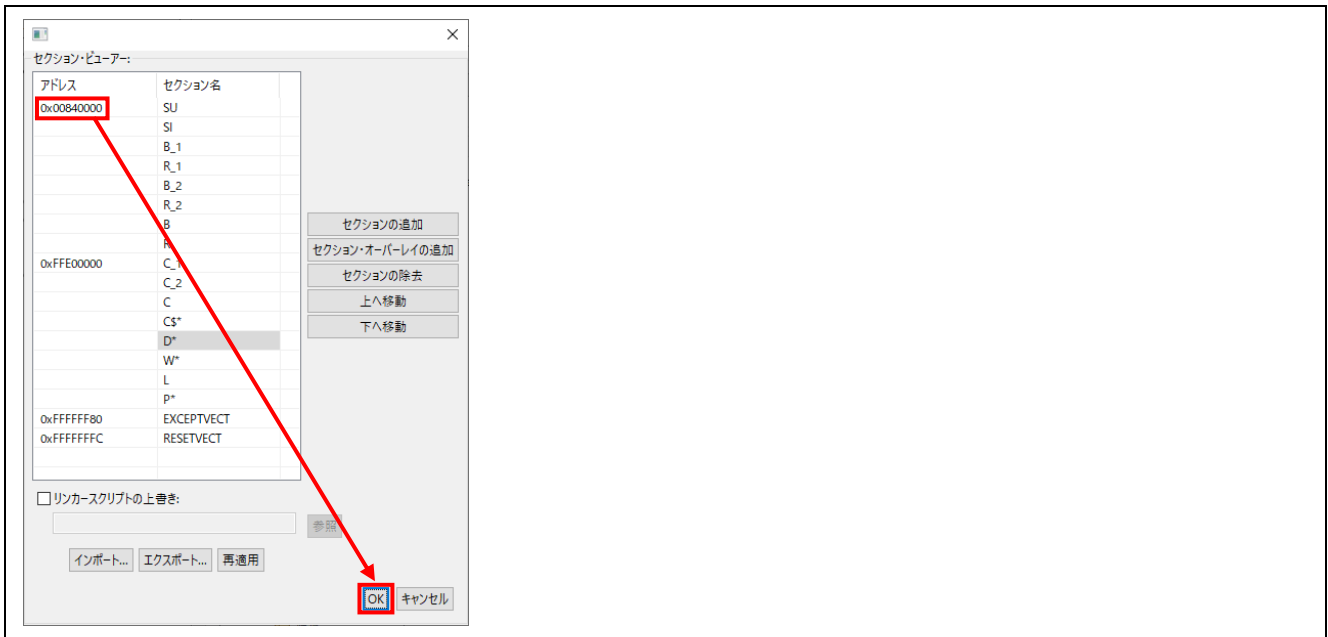 セクション・ビューアー:
アドレス セクション名
0x00840000 SU
SI
B_1
R_1
B_2
R_2
B
R
0xFFE00000 C_1
C_2
C
C$*
D*
W*
L
P*
0xFFFFFF80 EXCEPTVECT
0xFFFFFFFC RESETVECT
セクションの追加
セクション・オーバーレイの追加
セクションの除去
上へ移動
下へ移動
リンカースクリプトの上書き:
参照
インポート... エクスポート... 再適用
OK キャンセル